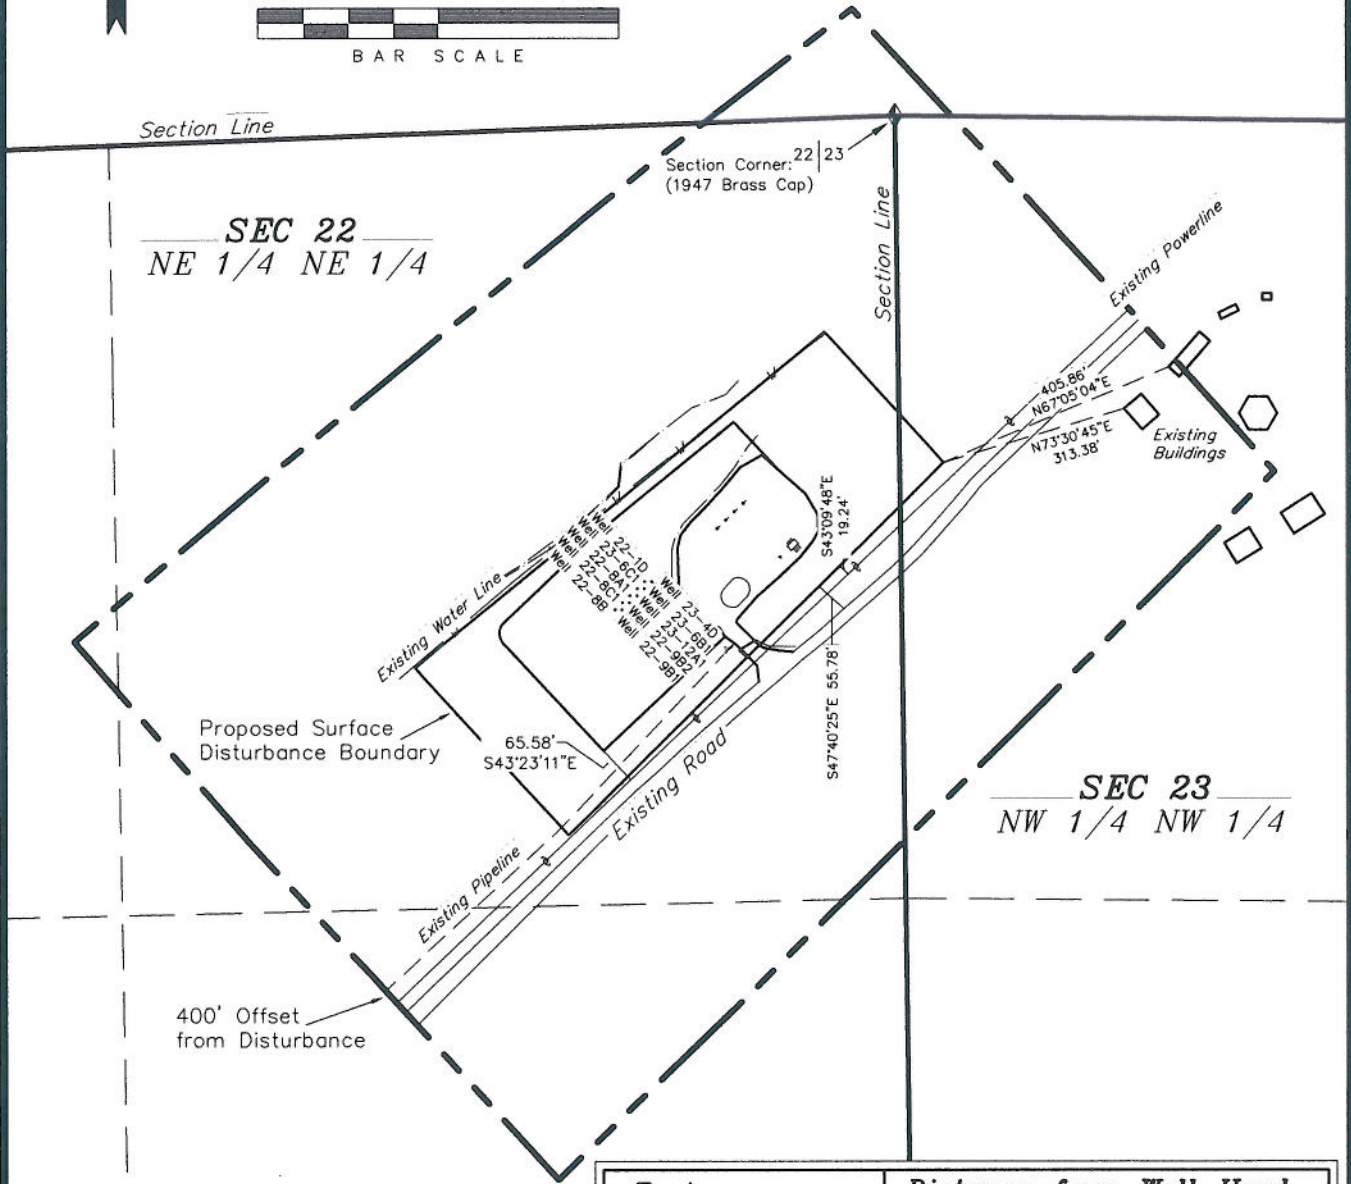 BAR SCALE
Section Line
Section Corner: 22|23
(1947 Brass Cap)
SEC 22
NE 1/4 NE 1/4
Section Line
Existing Powerline
405.86'
N67°05'04"E
N73°30'45"E
313.38'
Existing
Buildings
S43°09'48"E
19.24'
Well 22-1D
Well 23-6C1
Well 22-8A1
Well 22-8C1
Well 22-8B
Well 23-4D
Well 23-6B1
Well 23-12A1
Well 22-9B2
Well 22-9B1
Existing Water Line
S47°40'25"E 55.78'
Proposed Surface
Disturbance Boundary
65.58'
S43°23'11"E
Existing Road
SEC 23
NW 1/4 NW 1/4
Existing Pipeline
400' Offset
from Disturbance
Distance from Well Head